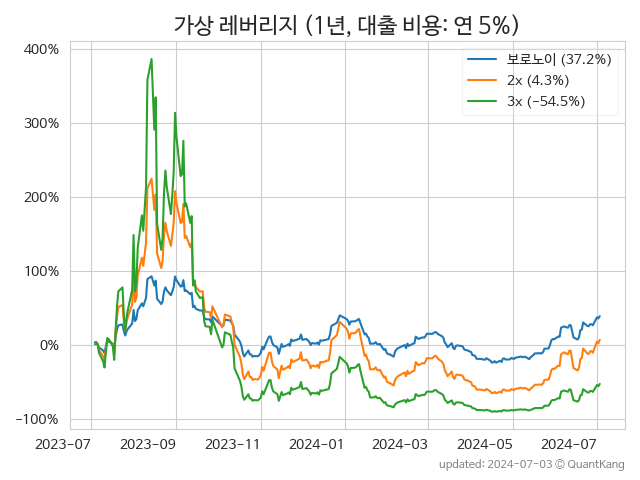 가상 레버리지 (1년, 대출 비용: 연 5%)
400%
300%
200%
100%
0%
−100%
보로노이 (37.2%)
2x (4.3%)
3x (−54.5%)
2023-07
2023-09
2023-11
2024-01
2024-03
2024-05
2024-07
updated: 2024-07-03 © QuantKang